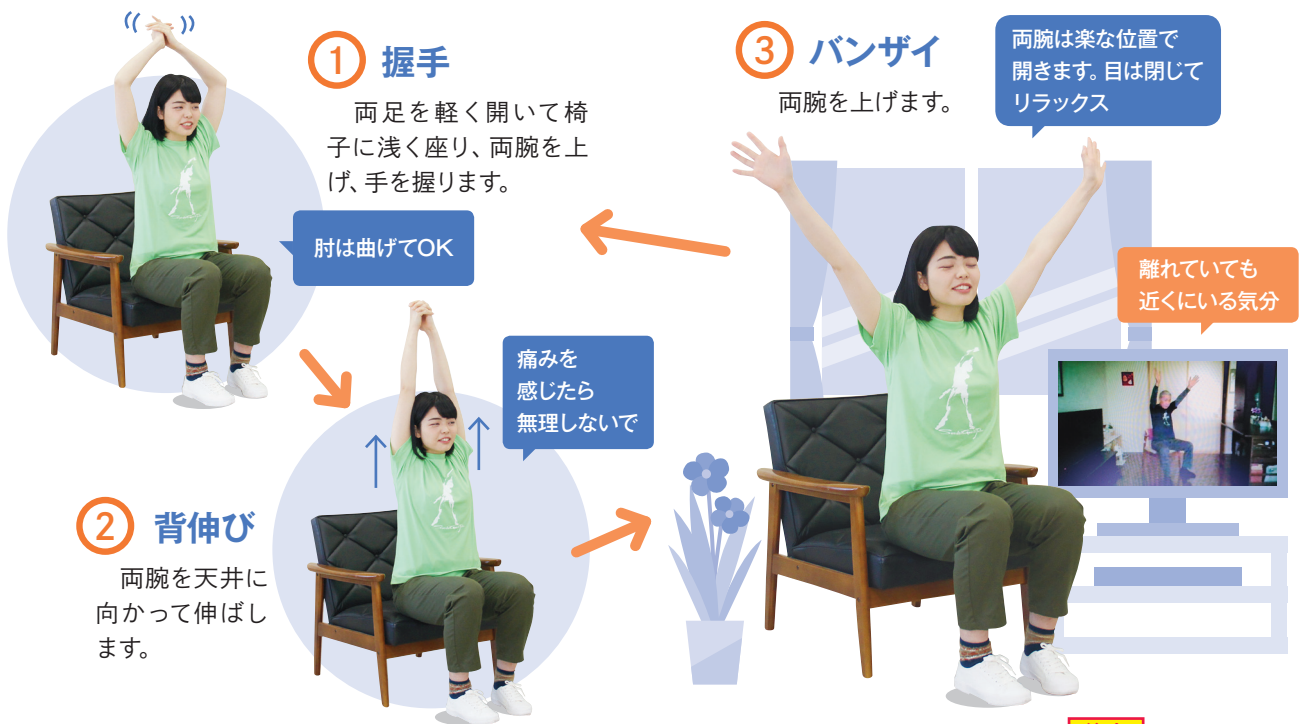 ① 握手
両足を軽く開いて椅
子に浅く座り、両腕を上
げ、手を握ります。
肘は曲げてOK
② 背伸び
両腕を天井に
向かって伸ばし
ます。
痛みを
感じたら
無理しないで
③ バンザイ
両腕を上げます。
両腕は楽な位置で
開きます。目は閉じて
リラックス
離れていても
近くにいる気分